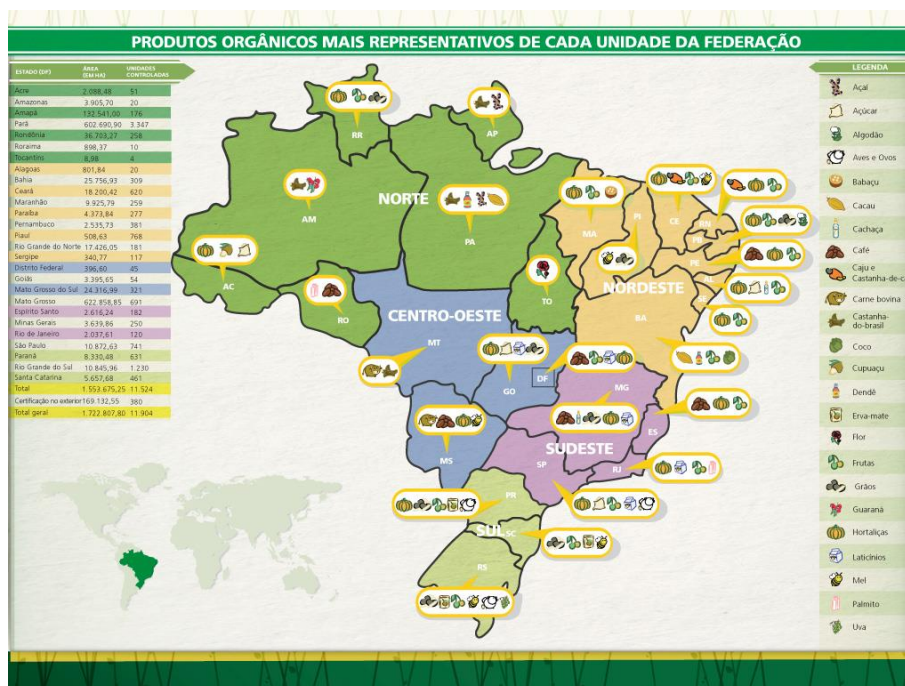 PRODUTOS ORGÂNICOS MAIS REPRESENTATIVOS DE CADA UNIDADE DA FEDERAÇÃO
ESTADO (DF) ÁREA (EM HA) UNIDADES CONTROLADAS
Acre 2.088,48 51
Amazonas 3.905,70 20
Amapá 132.541,00 176
Pará 602.690,90 3.347
Rondônia 36.703,27 258
Roraima 898,37 10
Tocantins 8,98 4
Alagoas 801,84 20
Bahia 25.756,93 309
Ceará 18.200,42 620
Maranhão 9.925,79 259
Paraíba 4.373,84 277
Pernambuco 2.535,73 381
Piauí 508,63 768
Rio Grande do Norte 17.426,05 181
Sergipe 340,77 117
Distrito Federal 396,60 45
Goiás 3.395,65 54
Mato Grosso do Sul 24.316,99 321
Mato Grosso 622.858,85 691
Espírito Santo 2.616,24 182
Minas Gerais 3.639,86 250
Rio de Janeiro 2.037,61 120
São Paulo 10.872,63 741
Paraná 8.330,48 631
Rio Grande do Sul 10.845,96 1.230
Santa Catarina 5.657,68 461
Total 1.553.675,25 11.524
Certificação no exterior 169.132,55 380
Total geral 1.722.807,80 11.904
RR
AP
NORTE
AM
PA
MA
PI
CE
RN
PB
PE
AL
SE
AC
RO
TO
NORDESTE
BA
CENTRO-OESTE
MT
GO
DF
MG
ES
MS
SUDESTE
SP
RJ
PR
SUL
SC
RS
LEGENDA
Açaí
Açúcar
Algodão
Aves e Ovos
Babaçu
Cacau
Cachaça
Café
Caju e
Castanha-de-c
Carne bovina
Castanha-
do-brasil
Coco
Cupuaçu
Dendê
Erva-mate
Flor
Frutas
Grãos
Guaraná
Hortaliças
Laticínios
Mel
Palmito
Uva